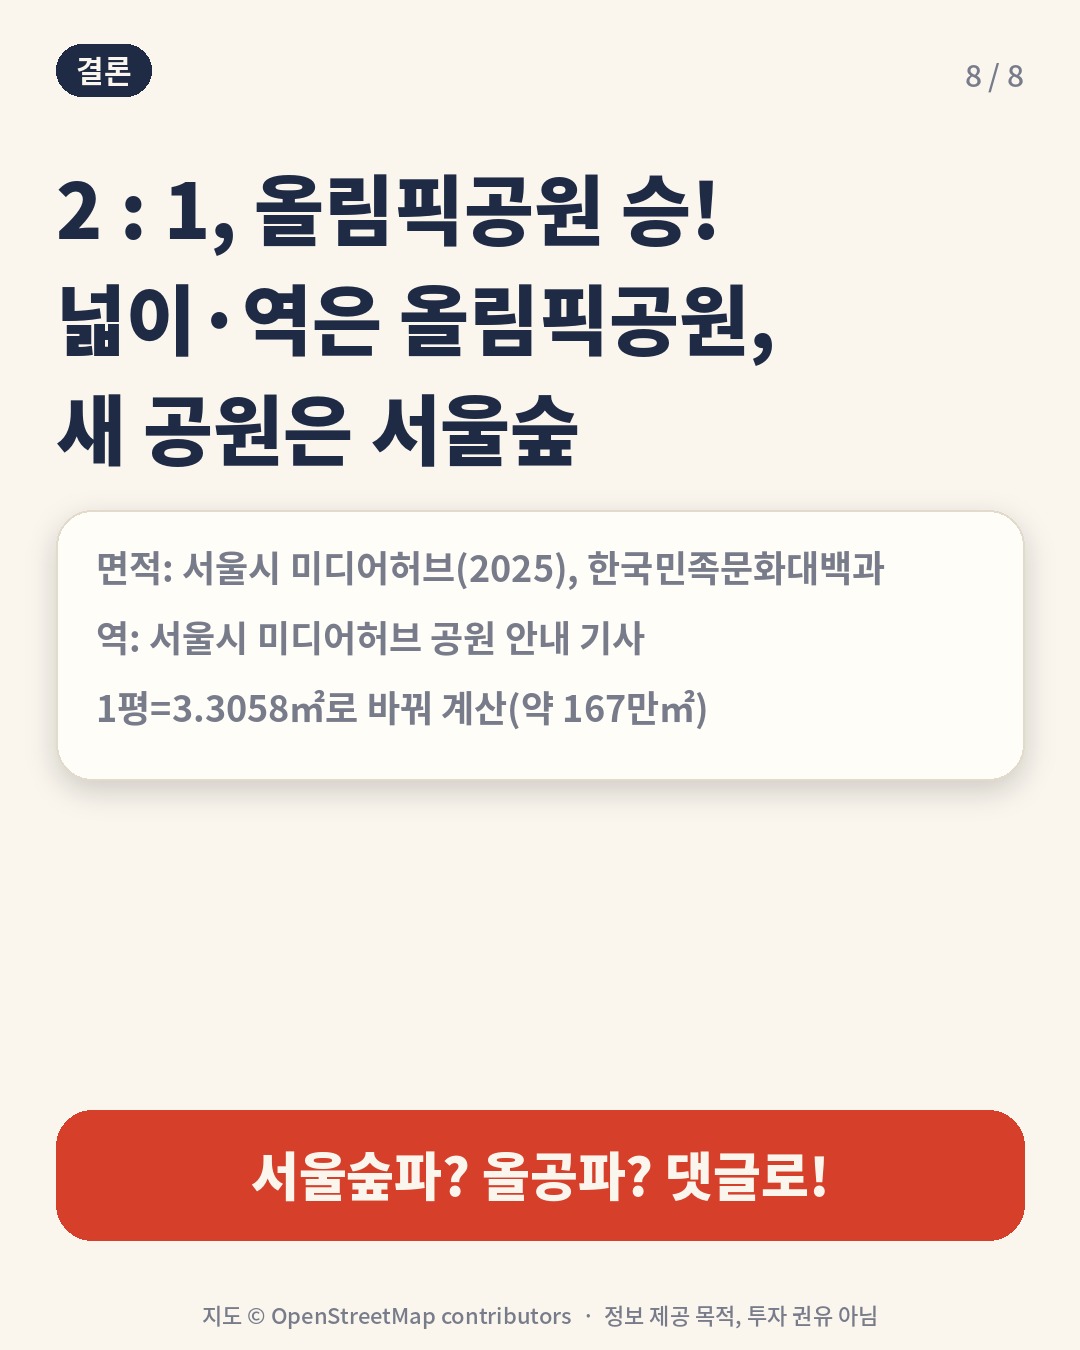 결론
8 / 8
2 : 1, 올림픽공원 승!
넓이·역은 올림픽공원,
새 공원은 서울숲
면적: 서울시 미디어허브(2025), 한국민족문화대백과
역: 서울시 미디어허브 공원 안내 기사
1평=3.3058㎡로 바꿔 계산(약 167만㎡)
서울숲파? 올공파? 댓글로!
지도 © OpenStreetMap contributors · 정보 제공 목적, 투자 권유 아님